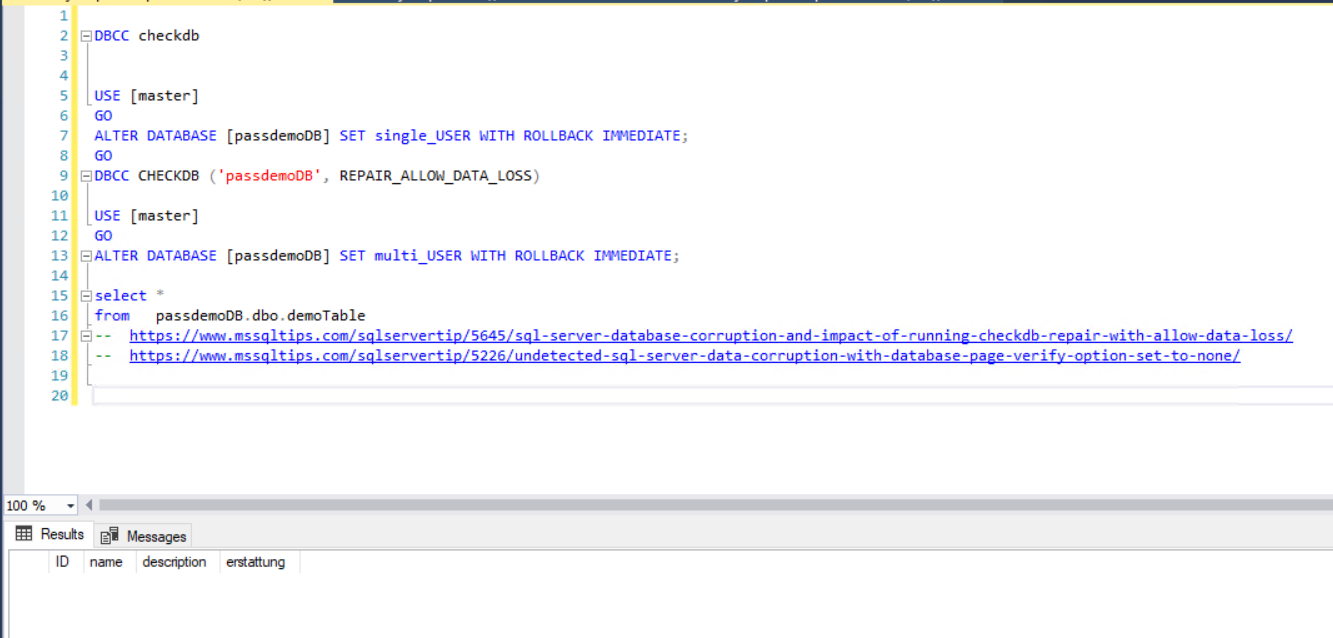 1
2 DBCC checkdb
3
4
5 USE [master]
6 GO
7 ALTER DATABASE [passdemoDB] SET single_USER WITH ROLLBACK IMMEDIATE;
8 GO
9 DBCC CHECKDB ('passdemoDB', REPAIR_ALLOW_DATA_LOSS)
10
11 USE [master]
12 GO
13 ALTER DATABASE [passdemoDB] SET multi_USER WITH ROLLBACK IMMEDIATE;
14
15 select *
16 from passdemoDB.dbo.demoTable
17 -- https://www.mssqltips.com/sqlservertip/5645/sql-server-database-corruption-and-impact-of-running-checkdb-repair-with-allow-data-loss/
18 -- https://www.mssqltips.com/sqlservertip/5226/undetected-sql-server-data-corruption-with-database-page-verify-option-set-to-none/
19
20
100 %
Results Messages
ID name description erstattung